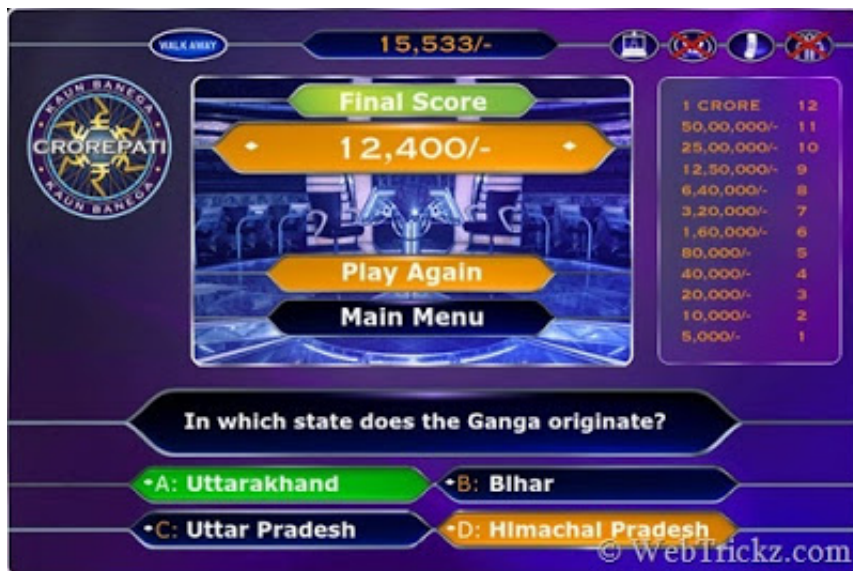 WALK AWAY
15,533/-
KAUN BANEGA
CROREPATI
KAUN BANEGA
Final Score
12,400/-
Play Again
Main Menu
1 CRORE 12
50,00,000/- 11
25,00,000/- 10
12,50,000/- 9
6,40,000/- 8
3,20,000/- 7
1,60,000/- 6
80,000/- 5
40,000/- 4
20,000/- 3
10,000/- 2
5,000/- 1
In which state does the Ganga originate?
A: Uttarakhand
B: Bihar
C: Uttar Pradesh
D: Himachal Pradesh
© WebTrickz.com